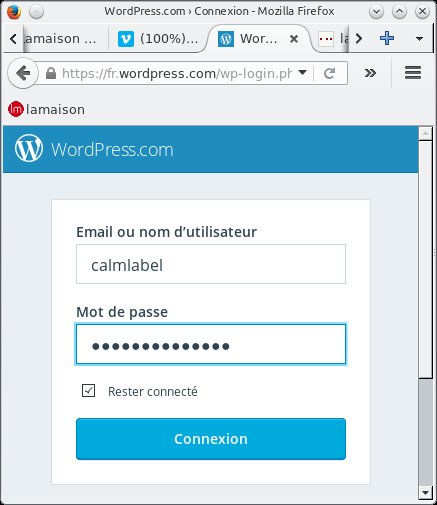 WordPress.com › Connexion - Mozilla Firefox
lamaison ...
(100%)...
Wor...
https://fr.wordpress.com/wp-login.ph
lm lamaison
WordPress.com
Email ou nom d'utilisateur
calmlabel
Mot de passe
Rester connecté
Connexion